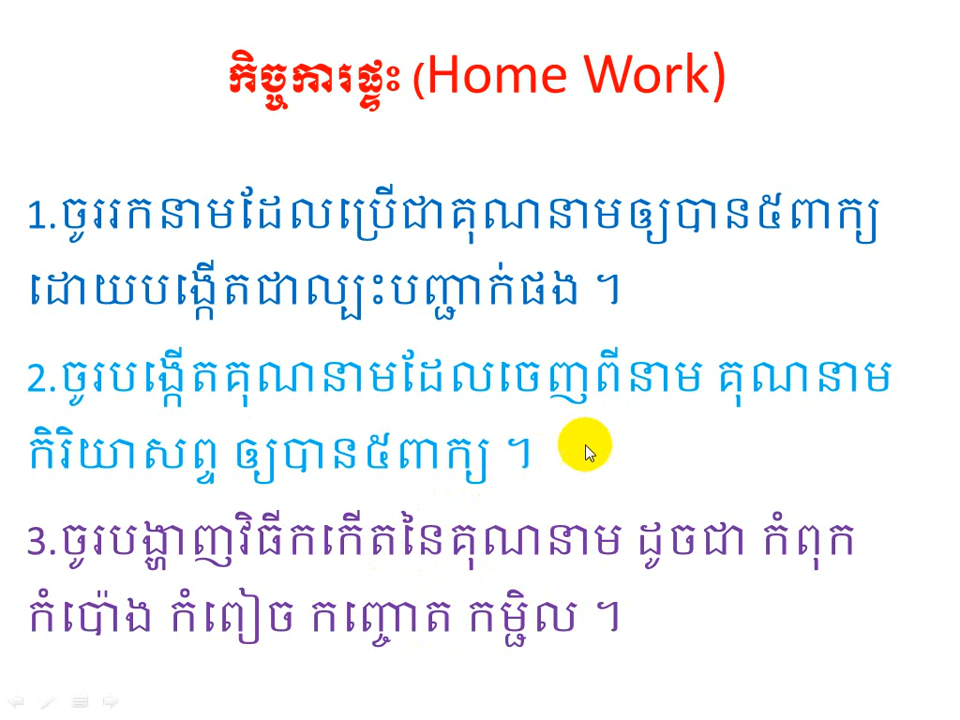 កិច្ចការផ្ទះ (Home Work)
1.ចូររកនាមដែលប្រើជាគុណនាមឲ្យបាន៥ពាក្យ
ដោយបង្កើតជាល្បះបញ្ជាក់ផង ។
2.ចូរបង្កើតគុណនាមដែលចេញពីនាម គុណនាម
កិរិយាសព្ទ ឲ្យបាន៥ពាក្យ ។
3.ចូរបង្ហាញវិធីកកើតនៃគុណនាម ដូចជា កំពុក
កំប៉ោង កំពៀច កញ្ចោត កម្ជិល ។